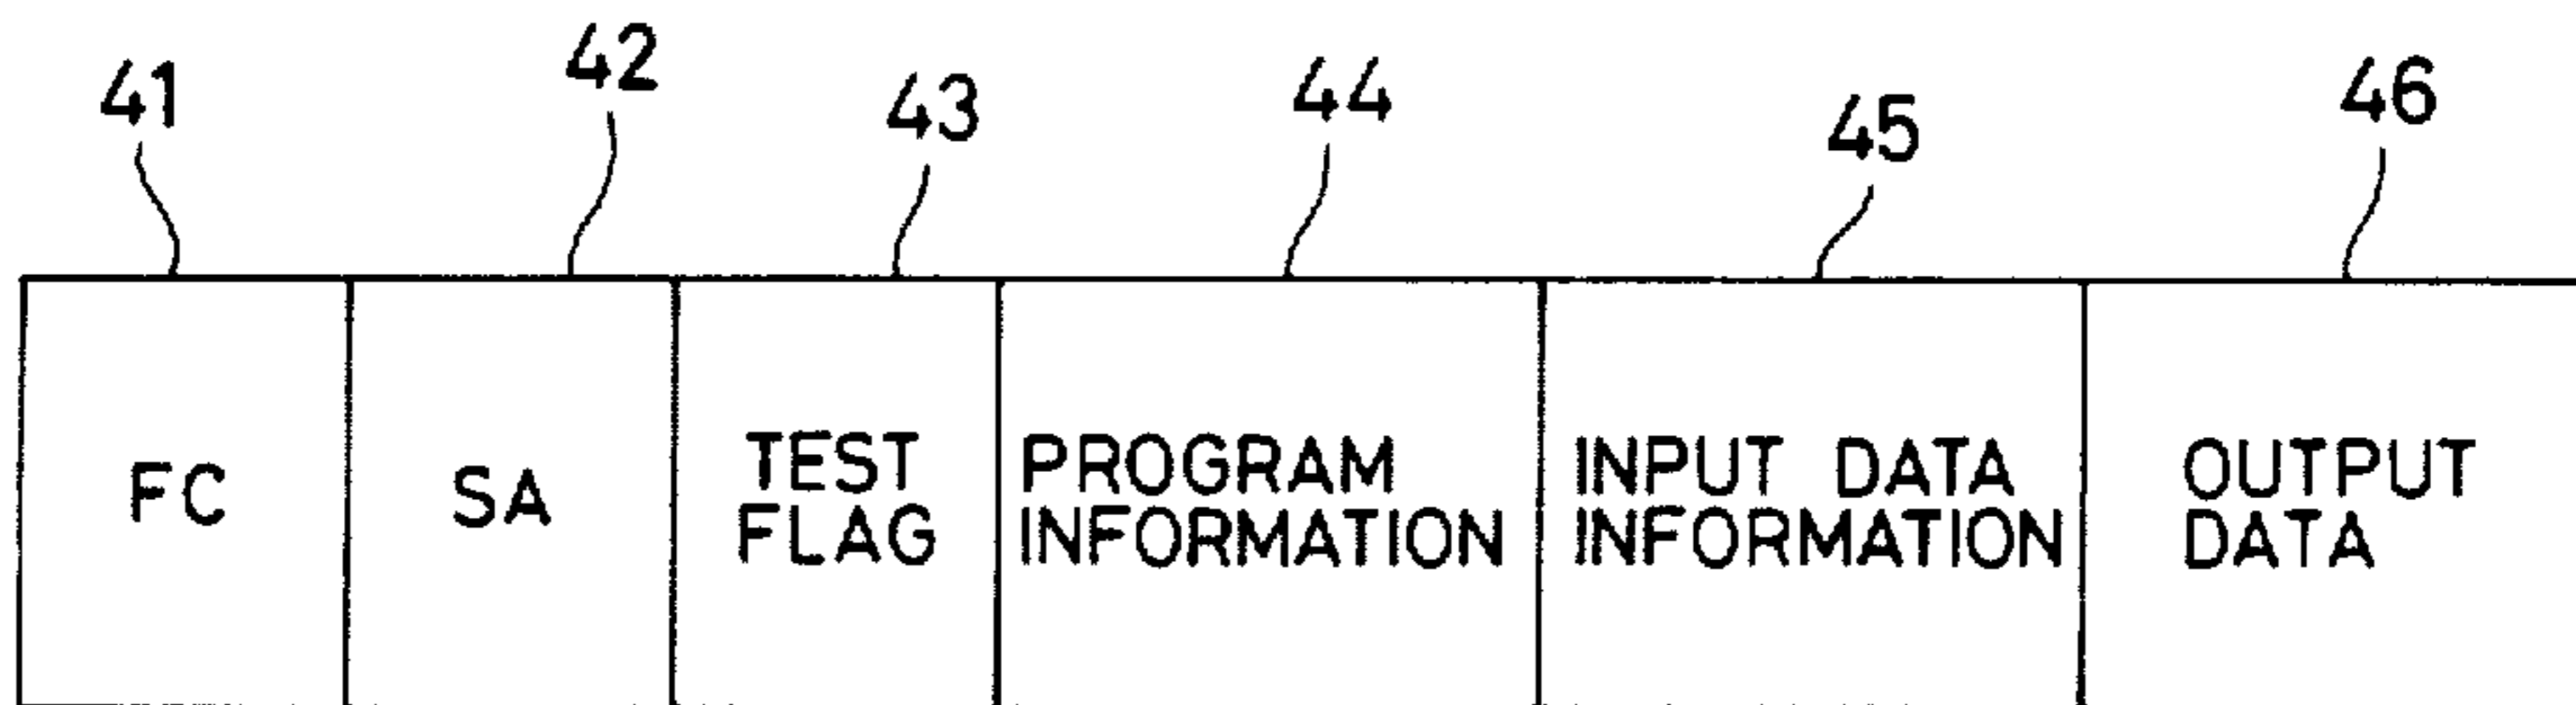 41
42
43
44
45
46
FC
SA
TEST
FLAG
PROGRAM
INFORMATION
INPUT DATA
INFORMATION
OUTPUT
DATA